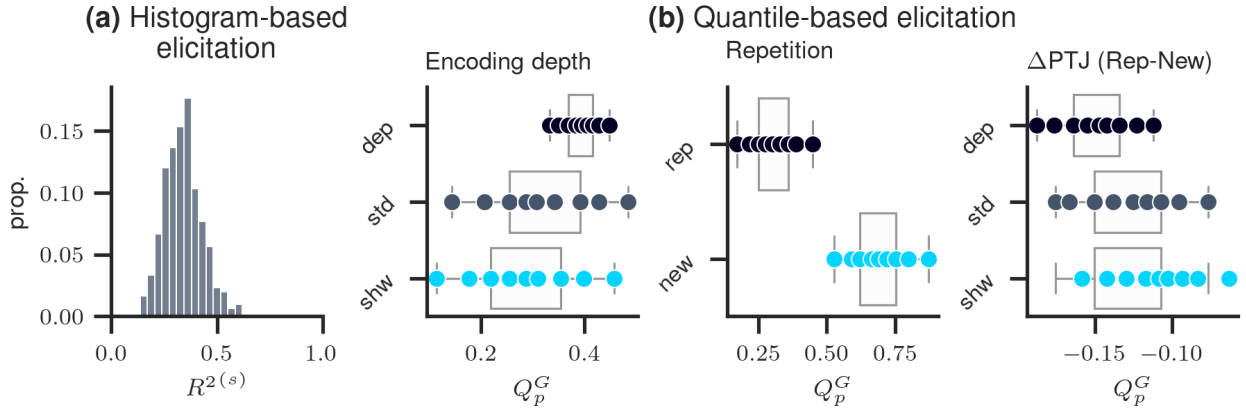 (a) Histogram-based
elicitation
(b) Quantile-based elicitation
prop.
0.15
0.10
0.05
0.00
0.0 0.5 1.0
R²⁽ˢ⁾
Encoding depth
dep
std
shw
0.2 0.4
Q_p^G
Repetition
rep
new
0.25 0.50 0.75
Q_p^G
ΔPTJ (Rep-New)
dep
std
shw
−0.15 −0.10
Q_p^G